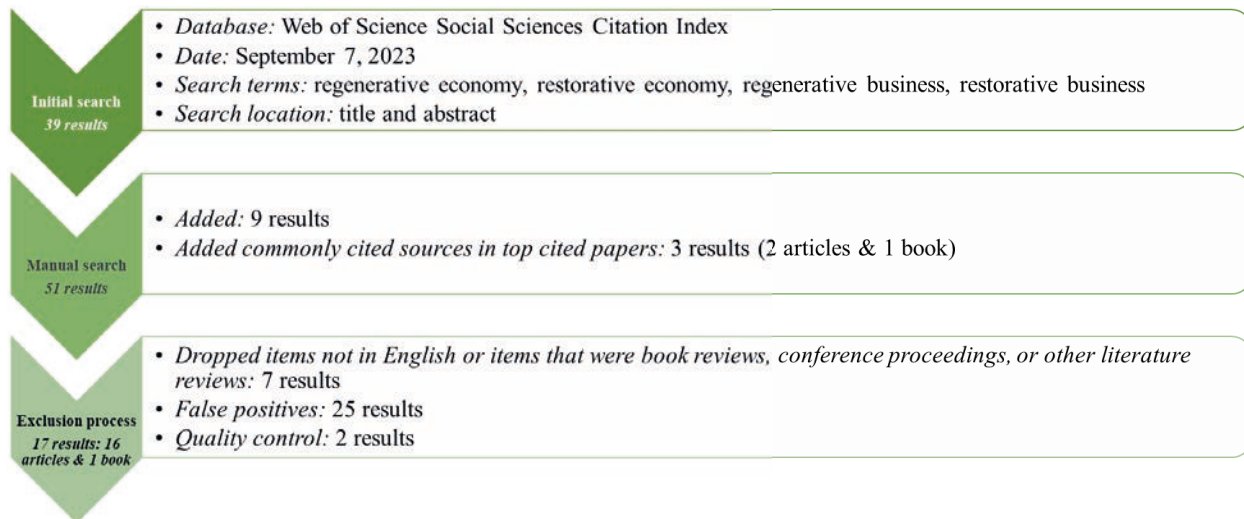 Initial search
39 results
• Database: Web of Science Social Sciences Citation Index
• Date: September 7, 2023
• Search terms: regenerative economy, restorative economy, regenerative business, restorative business
• Search location: title and abstract
Manual search
51 results
• Added: 9 results
• Added commonly cited sources in top cited papers: 3 results (2 articles & 1 book)
Exclusion process
17 results: 16
articles & 1 book
• Dropped items not in English or items that were book reviews, conference proceedings, or other literature
reviews: 7 results
• False positives: 25 results
• Quality control: 2 results